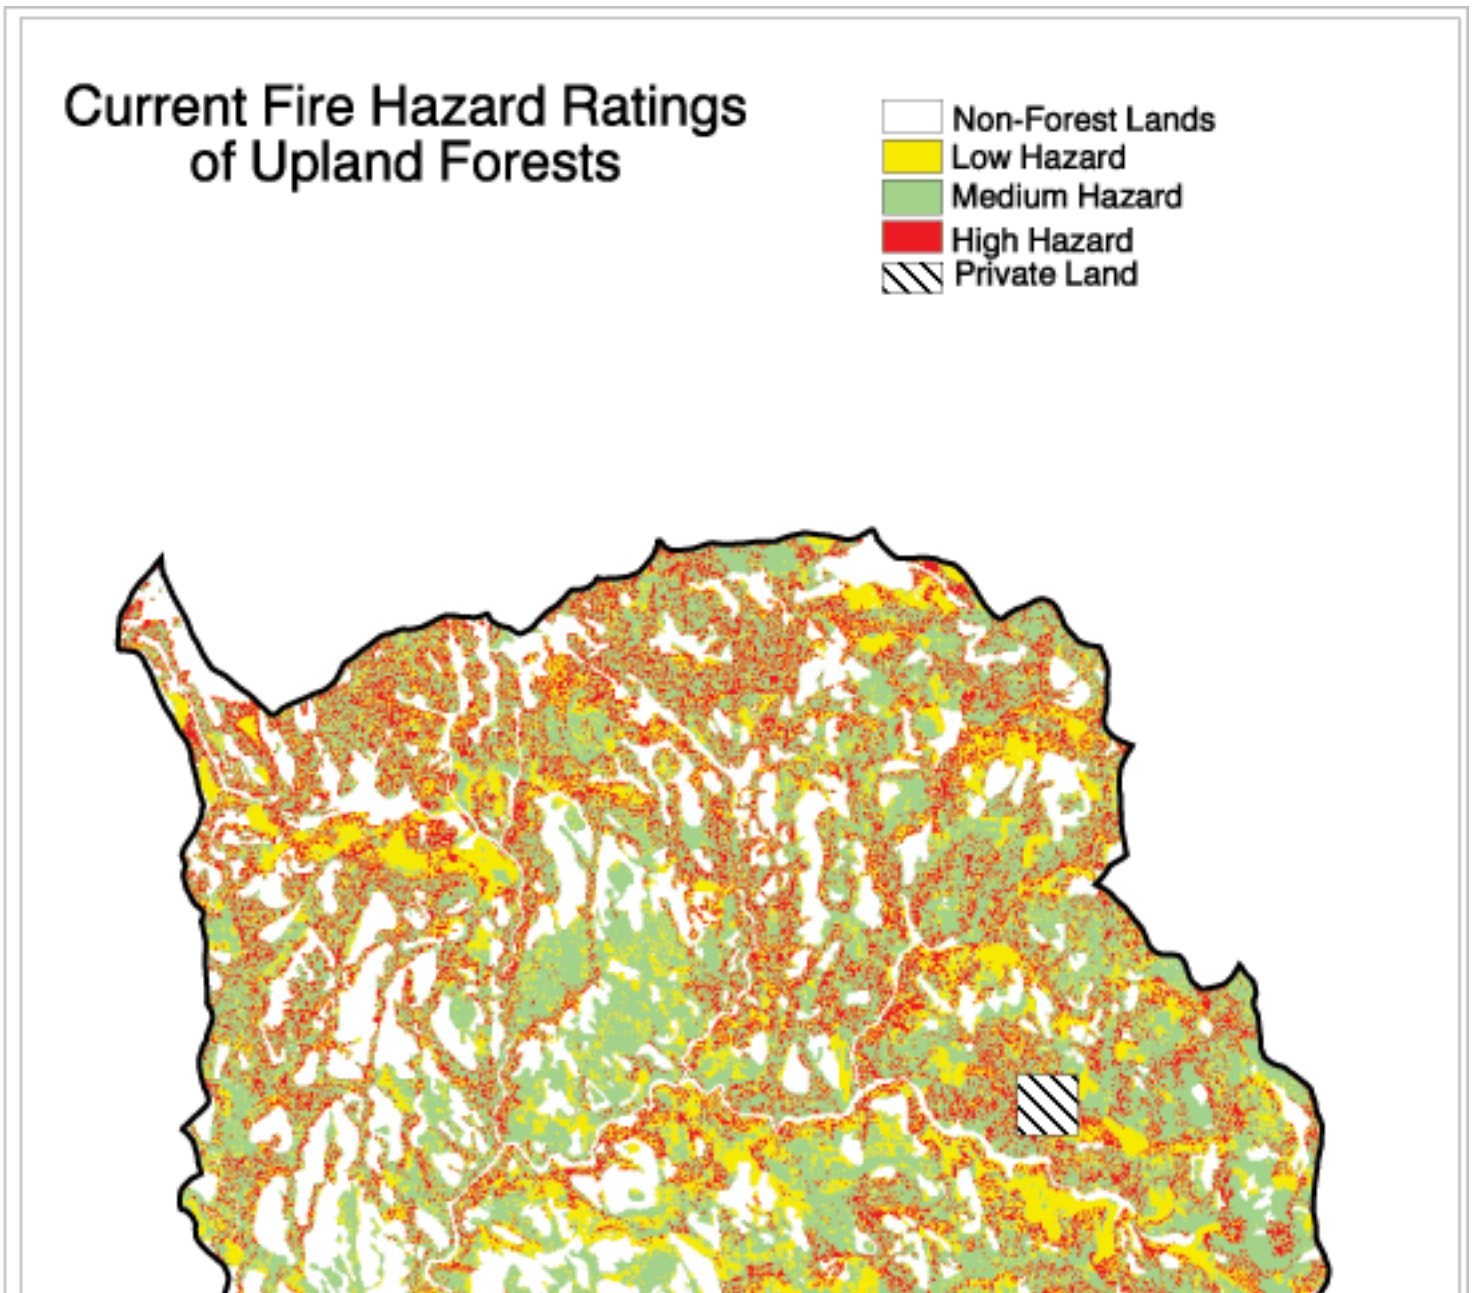 Current Fire Hazard Ratings
of Upland Forests
Non-Forest Lands
Low Hazard
Medium Hazard
High Hazard
Private Land